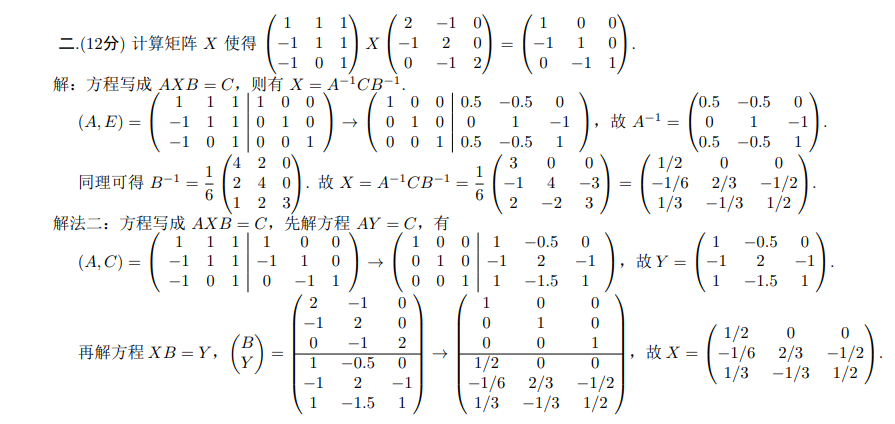 二.(12分) 计算矩阵 X 使得 \begin{pmatrix} 1 & 1 & 1 \\ -1 & 1 & 1 \\ -1 & 0 & 1 \end{pmatrix} X \begin{pmatrix} 2 & -1 & 0 \\ -1 & 2 & 0 \\ 0 & -1 & 2 \end{pmatrix} = \begin{pmatrix} 1 & 0 & 0 \\ -1 & 1 & 0 \\ 0 & -1 & 1 \end{pmatrix}.
解：方程写成 AXB = C，则有 X = A^{-1}CB^{-1}.
(A, E) = \left(\begin{array}{ccc|ccc} 1 & 1 & 1 & 1 & 0 & 0 \\ -1 & 1 & 1 & 0 & 1 & 0 \\ -1 & 0 & 1 & 0 & 0 & 1 \end{array}\right) → \left(\begin{array}{ccc|ccc} 1 & 0 & 0 & 0.5 & -0.5 & 0 \\ 0 & 1 & 0 & 0 & 1 & -1 \\ 0 & 0 & 1 & 0.5 & -0.5 & 1 \end{array}\right)，故 A^{-1} = \begin{pmatrix} 0.5 & -0.5 & 0 \\ 0 & 1 & -1 \\ 0.5 & -0.5 & 1 \end{pmatrix}.
同理可得 B^{-1} = \frac{1}{6} \begin{pmatrix} 4 & 2 & 0 \\ 2 & 4 & 0 \\ 1 & 2 & 3 \end{pmatrix}. 故 X = A^{-1}CB^{-1} = \frac{1}{6} \begin{pmatrix} 3 & 0 & 0 \\ -1 & 4 & -3 \\ 2 & -2 & 3 \end{pmatrix} = \begin{pmatrix} 1/2 & 0 & 0 \\ -1/6 & 2/3 & -1/2 \\ 1/3 & -1/3 & 1/2 \end{pmatrix}.
解法二：方程写成 AXB = C，先解方程 AY = C，有
(A, C) = \left(\begin{array}{ccc|ccc} 1 & 1 & 1 & 1 & 0 & 0 \\ -1 & 1 & 1 & -1 & 1 & 0 \\ -1 & 0 & 1 & 0 & -1 & 1 \end{array}\right) → \left(\begin{array}{ccc|ccc} 1 & 0 & 0 & 1 & -0.5 & 0 \\ 0 & 1 & 0 & -1 & 2 & -1 \\ 0 & 0 & 1 & 1 & -1.5 & 1 \end{array}\right)，故 Y = \begin{pmatrix} 1 & -0.5 & 0 \\ -1 & 2 & -1 \\ 1 & -1.5 & 1 \end{pmatrix}.
再解方程 XB = Y，\begin{pmatrix} B \\ Y \end{pmatrix} = \left(\begin{array}{ccc} 2 & -1 & 0 \\ -1 & 2 & 0 \\ 0 & -1 & 2 \\ \hline 1 & -0.5 & 0 \\ -1 & 2 & -1 \\ 1 & -1.5 & 1 \end{array}\right) → \left(\begin{array}{ccc} 1 & 0 & 0 \\ 0 & 1 & 0 \\ 0 & 0 & 1 \\ \hline 1/2 & 0 & 0 \\ -1/6 & 2/3 & -1/2 \\ 1/3 & -1/3 & 1/2 \end{array}\right)，故 X = \begin{pmatrix} 1/2 & 0 & 0 \\ -1/6 & 2/3 & -1/2 \\ 1/3 & -1/3 & 1/2 \end{pmatrix}.